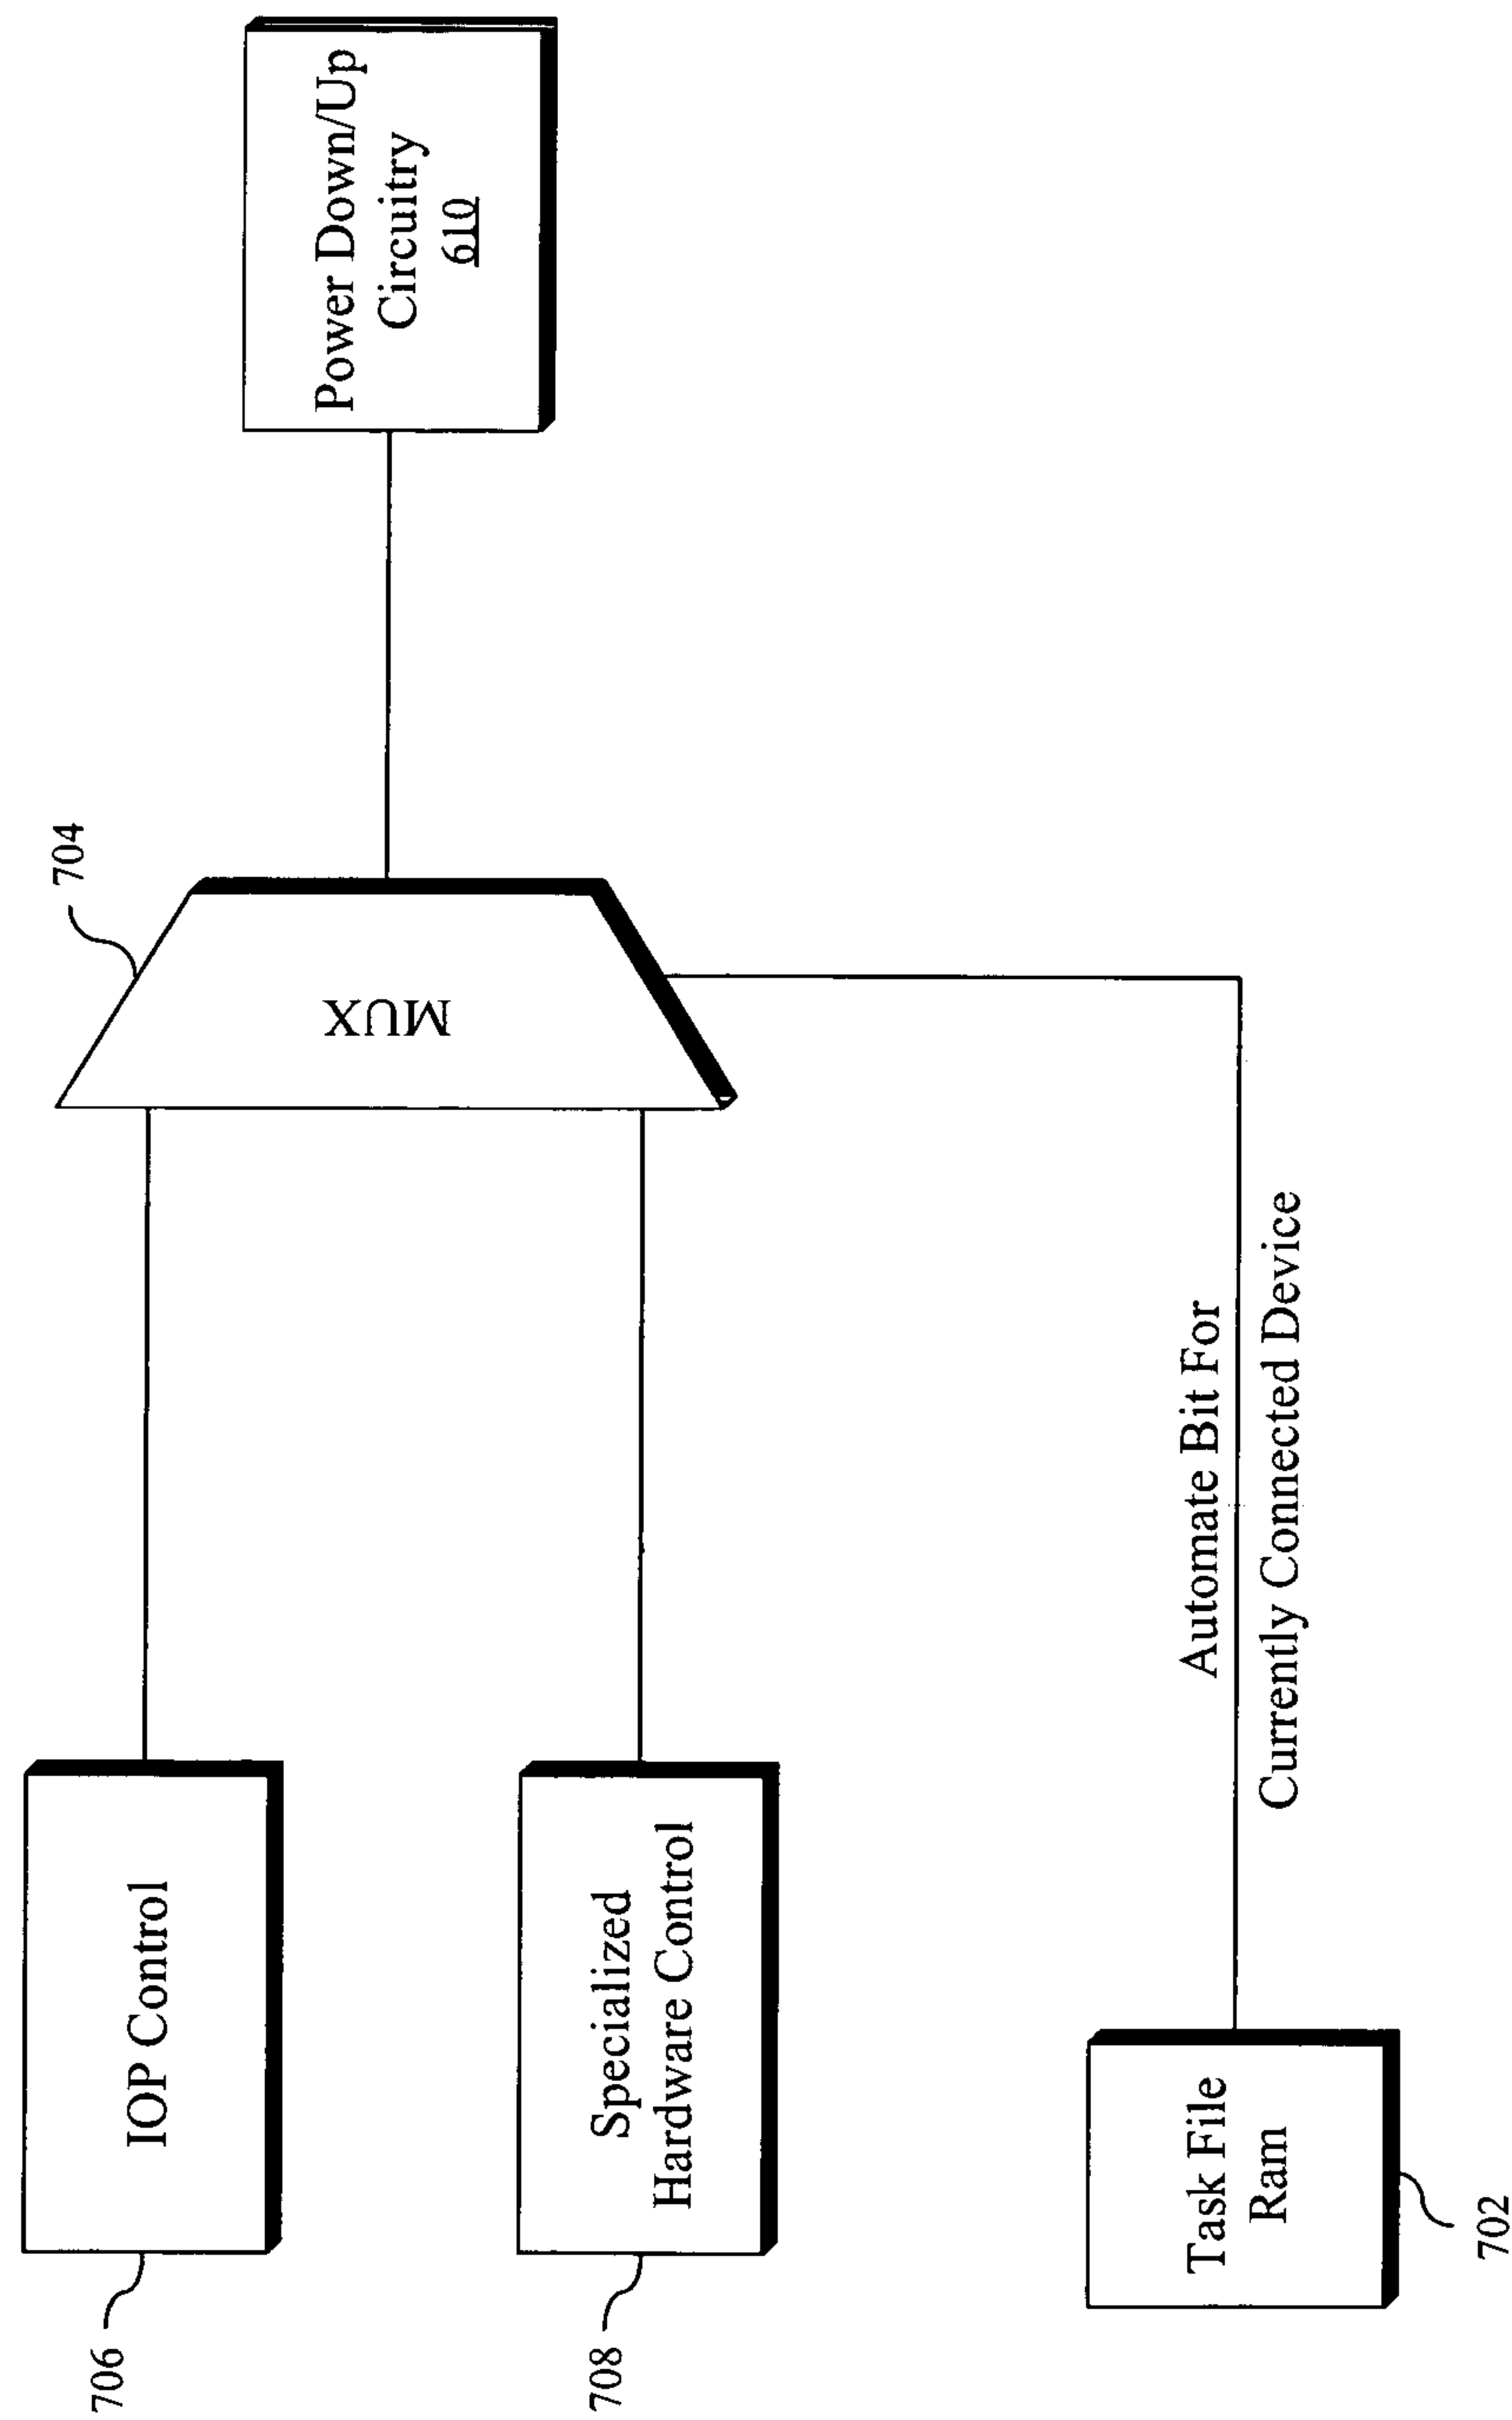 706
IOP Control
704
MUX
Power Down/Up
Circuitry
610
708
Specialized
Hardware Control
Automate Bit For
Currently Connected Device
Task File
Ram
702